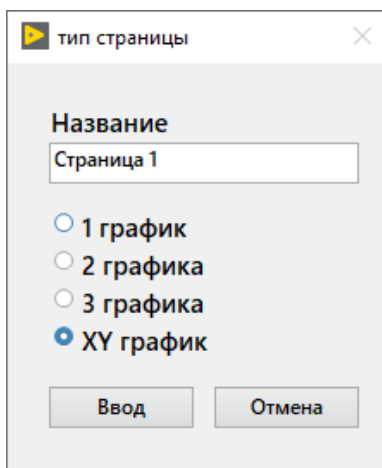 тип страницы
Название
Страница 1
1 график
2 графика
3 графика
XY график
Ввод Отмена